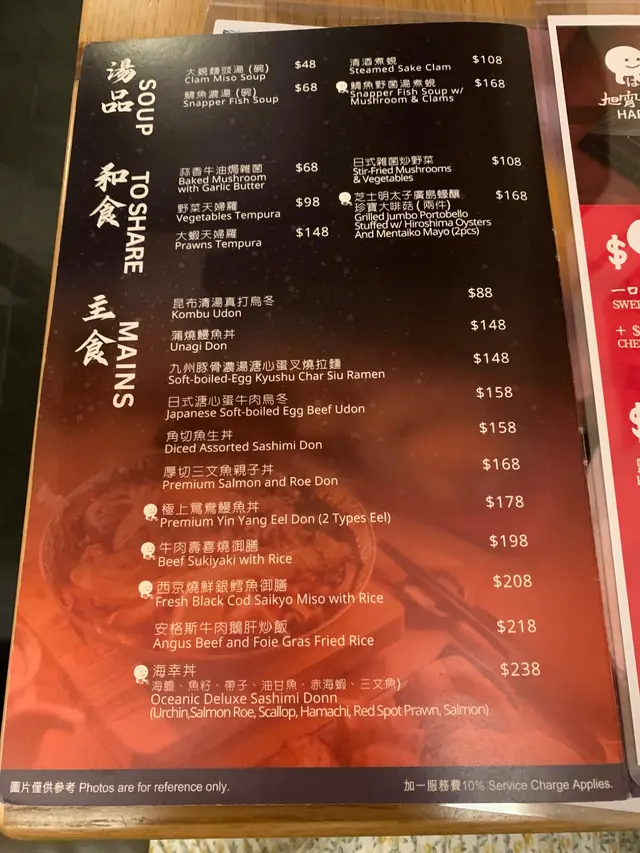 湯品
SOUP
大蜆麵豉湯 (碗) $48
Clam Miso Soup
鯛魚濃湯 (碗) $68
Snapper Fish Soup
清酒煮蜆 $108
Steamed Sake Clam
鯛魚野菌湯煮蜆 $168
Snapper Fish Soup w/
Mushroom & Clams
和食
TO SHARE
蒜香牛油焗雜菌 $68
Baked Mushroom
with Garlic Butter
野菜天婦羅 $98
Vegetables Tempura
大蝦天婦羅 $148
Prawns Tempura
日式雜菌炒野菜 $108
Stir-Fried Mushrooms
& Vegetables
芝士明太子廣島蠔釀 $168
珍寶大啡菇 (兩件)
Grilled Jumbo Portobello
Stuffed w/ Hiroshima Oysters
And Mentaiko Mayo (2pcs)
主食
MAINS
昆布清湯真打烏冬 $88
Kombu Udon
蒲燒鰻魚丼 $148
Unagi Don
九州豚骨濃湯溏心蛋叉燒拉麵 $148
Soft-boiled-Egg Kyushu Char Siu Ramen
日式溏心蛋牛肉烏冬 $158
Japanese Soft-boiled Egg Beef Udon
角切魚生丼 $158
Diced Assorted Sashimi Don
厚切三文魚親子丼 $168
Premium Salmon and Roe Don
極上鴛鴦鰻魚丼 $178
Premium Yin Yang Eel Don (2 Types Eel)
牛肉壽喜燒御膳 $198
Beef Sukiyaki with Rice
西京燒鮮銀鱈魚御膳 $208
Fresh Black Cod Saikyo Miso with Rice
安格斯牛肉鵝肝炒飯 $218
Angus Beef and Foie Gras Fried Rice
海幸丼 $238
海膽、魚籽、帶子、油甘魚、赤海蝦、三文魚)
Oceanic Deluxe Sashimi Donn
(Urchin,Salmon Roe, Scallop, Hamachi, Red Spot Prawn, Salmon)
圖片僅供參考 Photos are for reference only.
加一服務費10% Service Charge Applies.
HAP
$
一口
SWEE
+ $
CHE
$